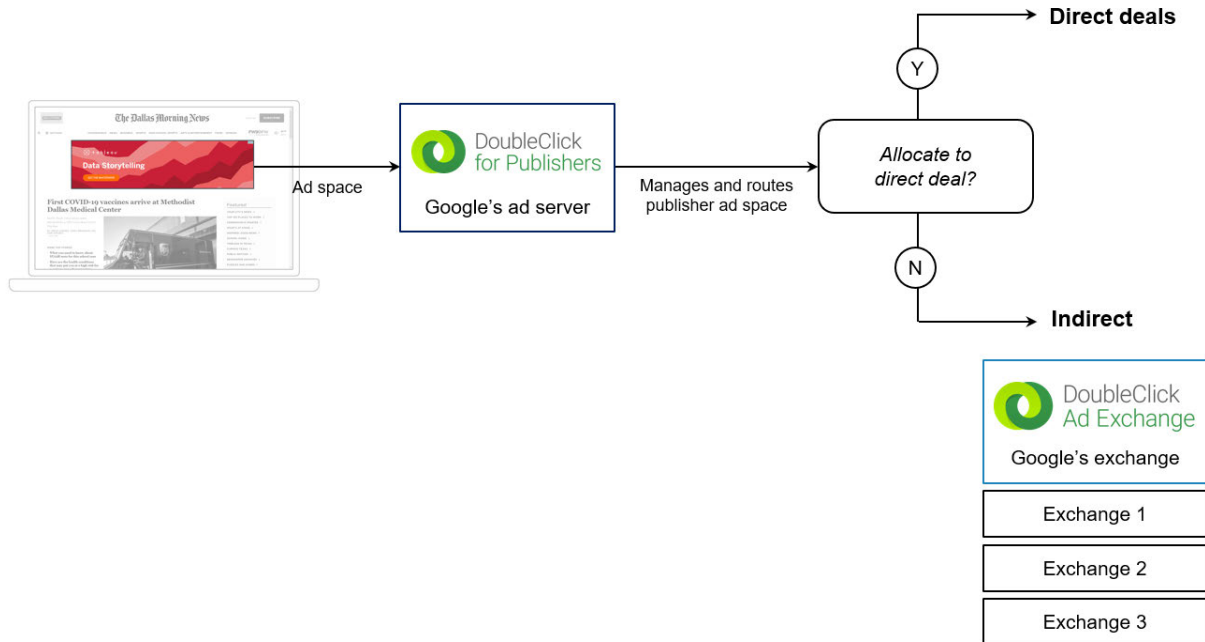 Direct deals
Y
The Dallas Morning News
Data Storytelling
First COVID-19 vaccines arrive at Methodist
Dallas Medical Center
Ad space
DoubleClick
for Publishers
Google's ad server
Manages and routes
publisher ad space
Allocate to
direct deal?
N
Indirect
DoubleClick
Ad Exchange
Google's exchange
Exchange 1
Exchange 2
Exchange 3